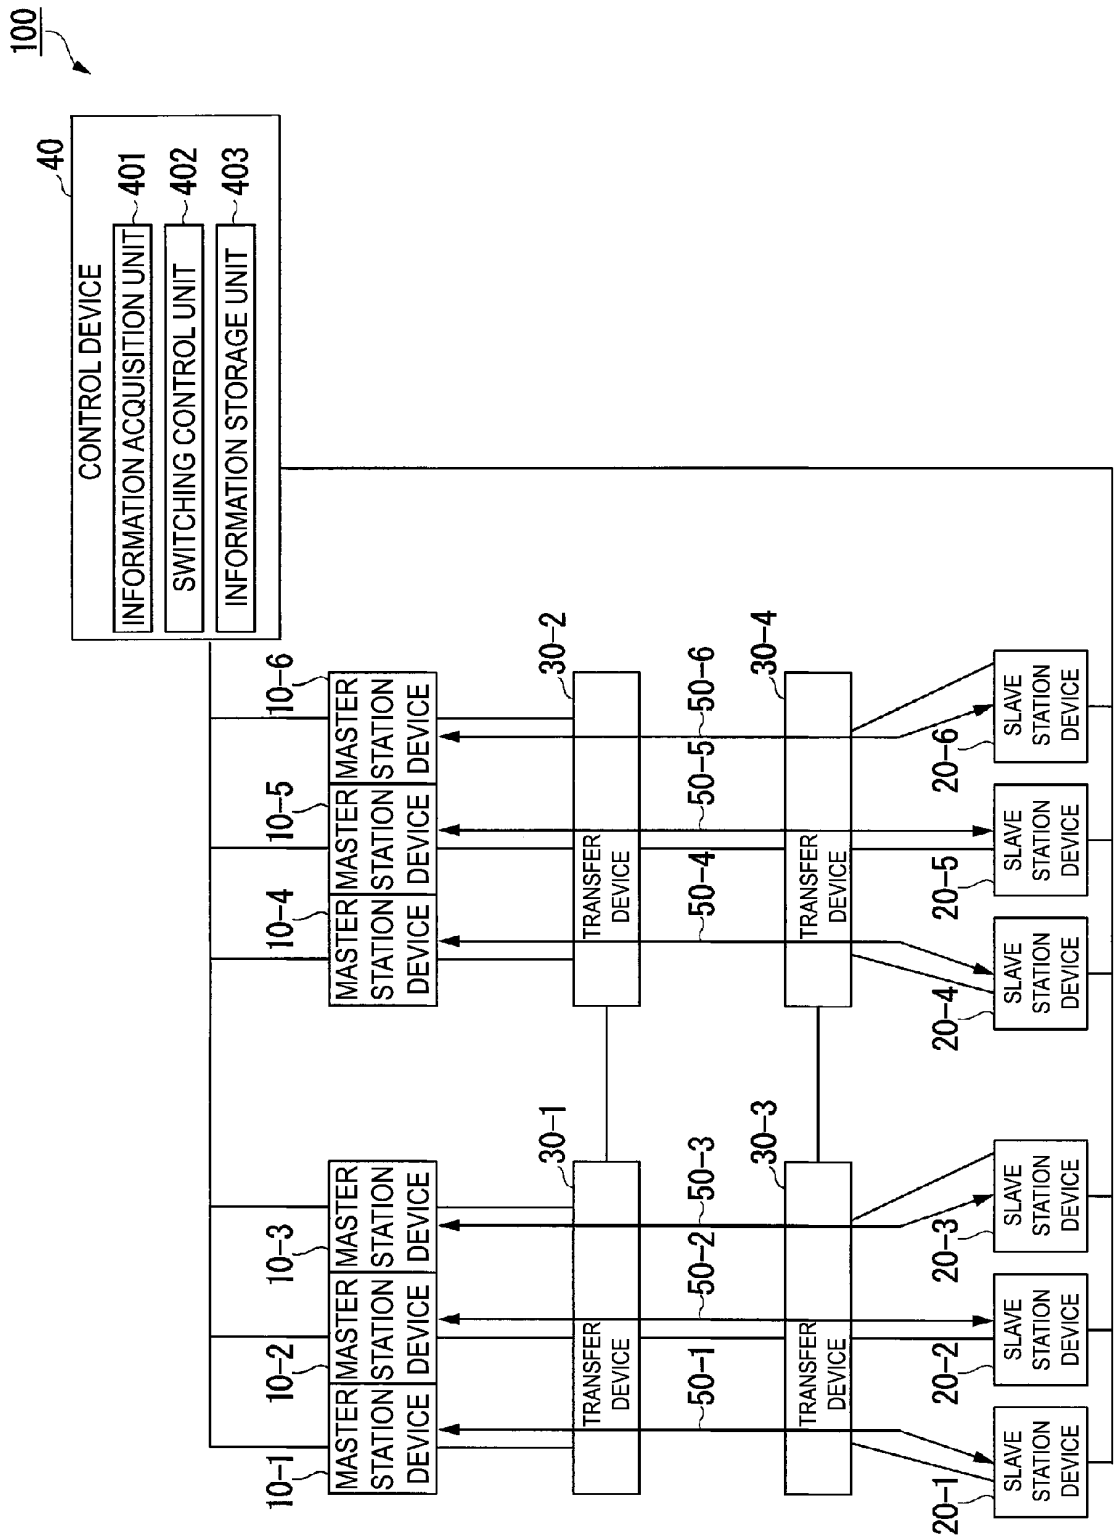 100
40
CONTROL DEVICE
INFORMATION ACQUISITION UNIT
401
SWITCHING CONTROL UNIT
402
INFORMATION STORAGE UNIT
403
10-1
MASTER
STATION
DEVICE
10-2
MASTER
STATION
DEVICE
10-3
MASTER
STATION
DEVICE
10-4
MASTER
STATION
DEVICE
10-5
MASTER
STATION
DEVICE
10-6
MASTER
STATION
DEVICE
30-1
TRANSFER
DEVICE
30-2
TRANSFER
DEVICE
50-1
50-2
50-3
50-4
50-5
50-6
30-3
TRANSFER
DEVICE
30-4
TRANSFER
DEVICE
20-1
SLAVE
STATION
DEVICE
20-2
SLAVE
STATION
DEVICE
20-3
SLAVE
STATION
DEVICE
20-4
SLAVE
STATION
DEVICE
20-5
SLAVE
STATION
DEVICE
20-6
SLAVE
STATION
DEVICE